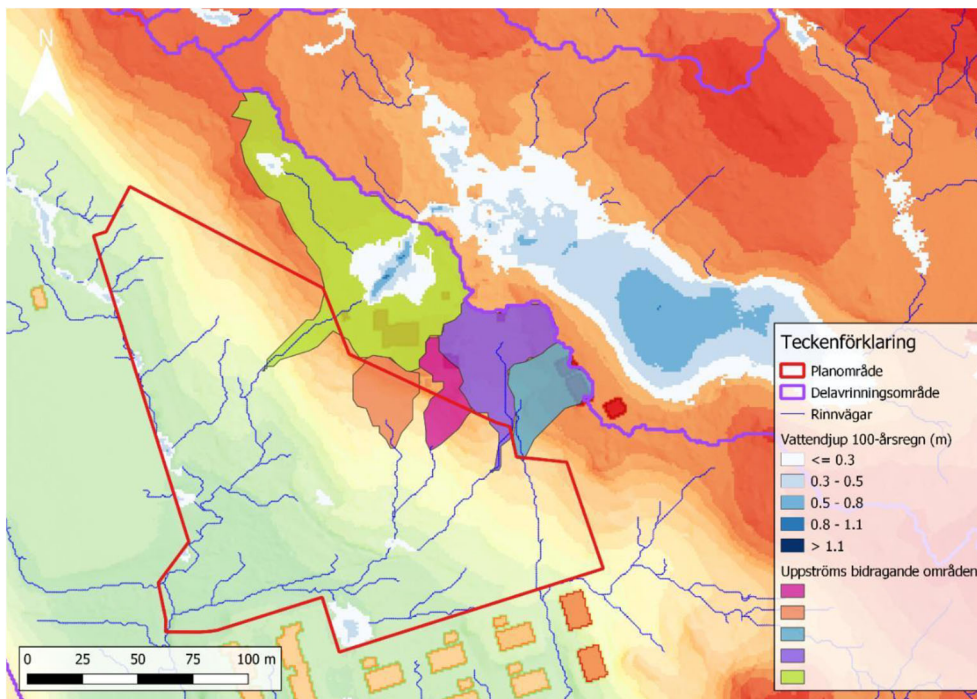 N
Teckenförklaring
Planområde
Delavrinningsområde
Rinnvägar
Vattendjup 100-årsregn (m)
<= 0.3
0.3 - 0.5
0.5 - 0.8
0.8 - 1.1
> 1.1
Uppströms bidragande områden
0 25 50 75 100 m